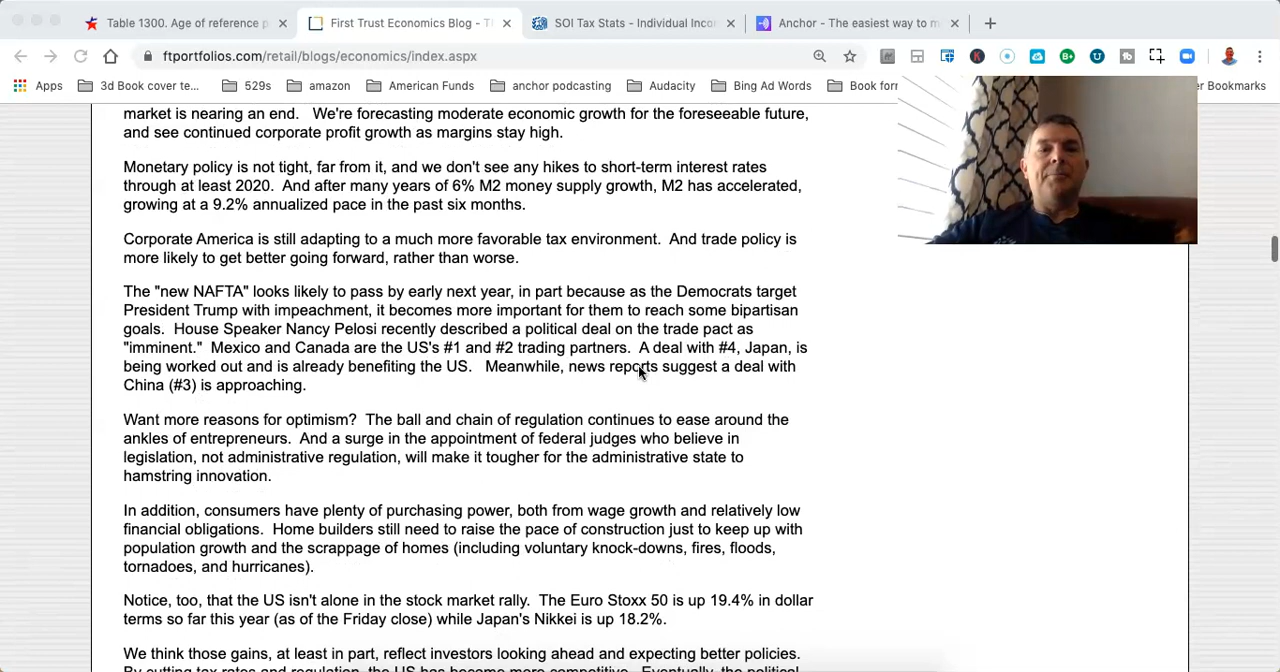 Table 1300. Age of reference p
First Trust Economics Blog - Th
SOI Tax Stats - Individual Incom
Anchor - The easiest way to m
ftportfolios.com/retail/blogs/economics/index.aspx
Apps
3d Book cover te...
529s
amazon
American Funds
anchor podcasting
Audacity
Bing Ad Words
Book form
er Bookmarks
market is nearing an end. We're forecasting moderate economic growth for the foreseeable future,
and see continued corporate profit growth as margins stay high.
Monetary policy is not tight, far from it, and we don't see any hikes to short-term interest rates
through at least 2020. And after many years of 6% M2 money supply growth, M2 has accelerated,
growing at a 9.2% annualized pace in the past six months.
Corporate America is still adapting to a much more favorable tax environment. And trade policy is
more likely to get better going forward, rather than worse.
The "new NAFTA" looks likely to pass by early next year, in part because as the Democrats target
President Trump with impeachment, it becomes more important for them to reach some bipartisan
goals. House Speaker Nancy Pelosi recently described a political deal on the trade pact as
"imminent." Mexico and Canada are the US's #1 and #2 trading partners. A deal with #4, Japan, is
being worked out and is already benefiting the US. Meanwhile, news reports suggest a deal with
China (#3) is approaching.
Want more reasons for optimism? The ball and chain of regulation continues to ease around the
ankles of entrepreneurs. And a surge in the appointment of federal judges who believe in
legislation, not administrative regulation, will make it tougher for the administrative state to
hamstring innovation.
In addition, consumers have plenty of purchasing power, both from wage growth and relatively low
financial obligations. Home builders still need to raise the pace of construction just to keep up with
population growth and the scrappage of homes (including voluntary knock-downs, fires, floods,
tornadoes, and hurricanes).
Notice, too, that the US isn't alone in the stock market rally. The Euro Stoxx 50 is up 19.4% in dollar
terms so far this year (as of the Friday close) while Japan's Nikkei is up 18.2%.
We think those gains, at least in part, reflect investors looking ahead and expecting better policies.
By cutting tax rates and regulation, the US has become more competitive. Eventually, the political